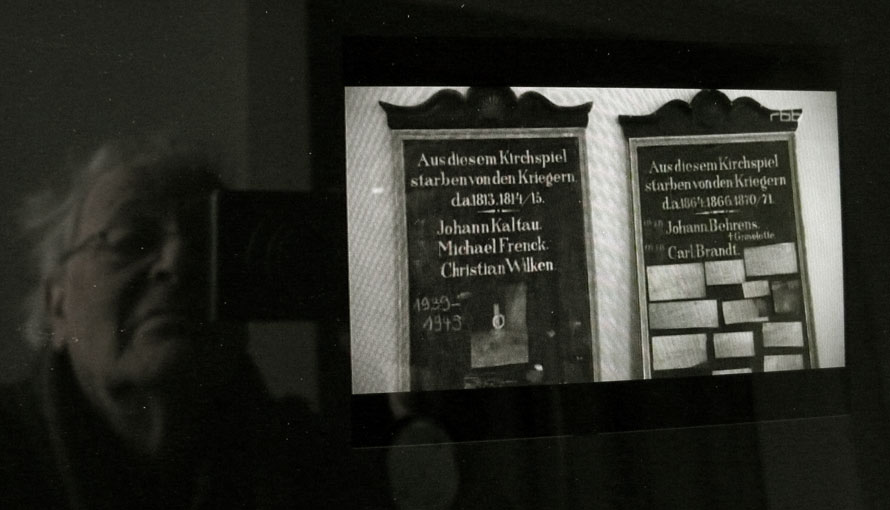 Aus diesem Kirchspiel
starben von den Kriegern
d.a.1813.1814/15.
Johann Kaltau.
Michael Frenck.
Christian Wilken.
1939-
1945
rbb
Aus diesem Kirchspiel
starben von den Kriegern
d.a.1864.1866.1870/71.
Johann Behrens.
† Gravelotte
Carl Brandt.